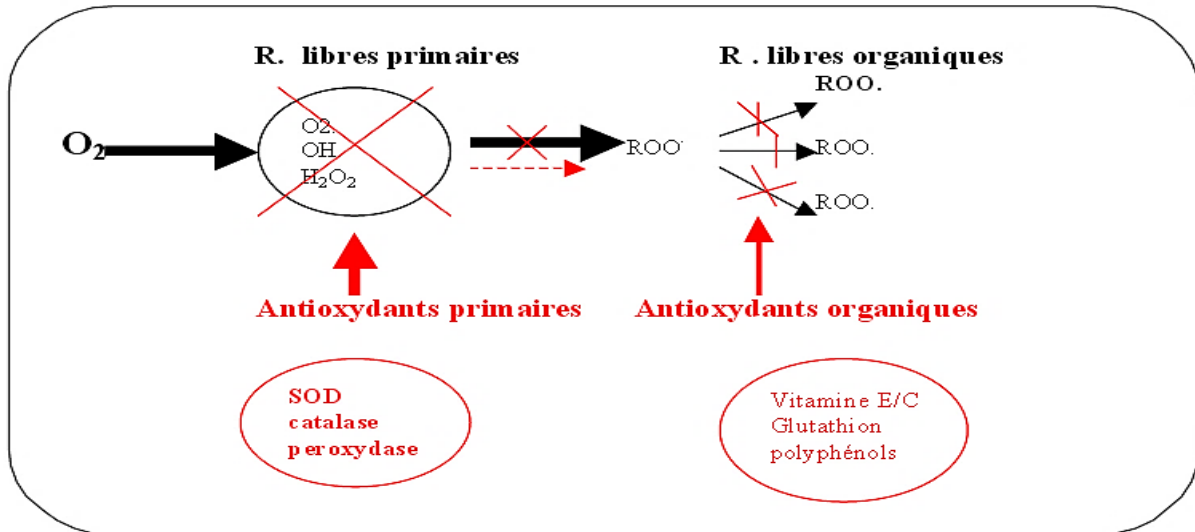 R. libres primaires
R . libres organiques
O₂
O2.
OH
H₂O₂
ROO·
ROO.
ROO.
ROO.
Antioxydants primaires
Antioxydants organiques
SOD
catalase
peroxydase
Vitamine E/C
Glutathion
polyphénols